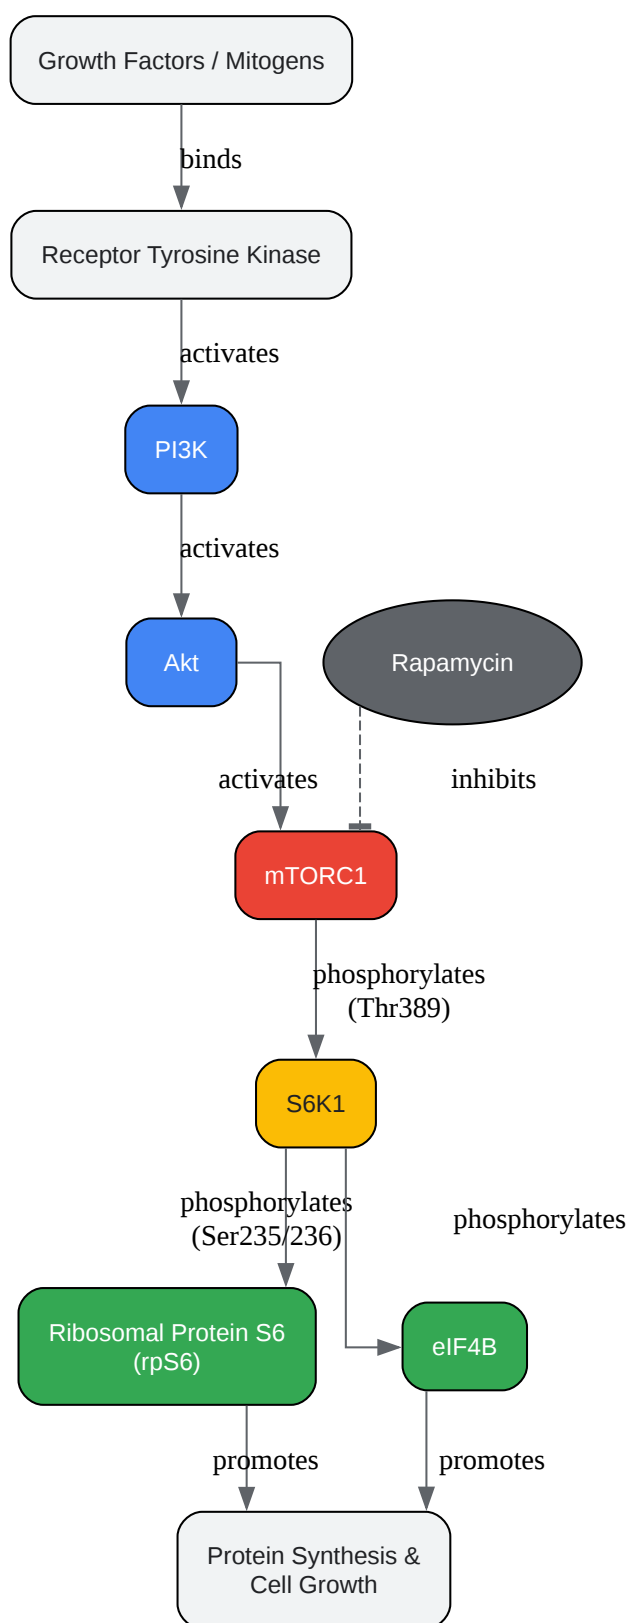 Growth Factors / Mitogens
binds
Receptor Tyrosine Kinase
activates
PI3K
activates
Akt
Rapamycin
activates
inhibits
mTORC1
phosphorylates
(Thr389)
S6K1
phosphorylates
(Ser235/236)
phosphorylates
Ribosomal Protein S6
(rpS6)
eIF4B
promotes
promotes
Protein Synthesis &
Cell Growth